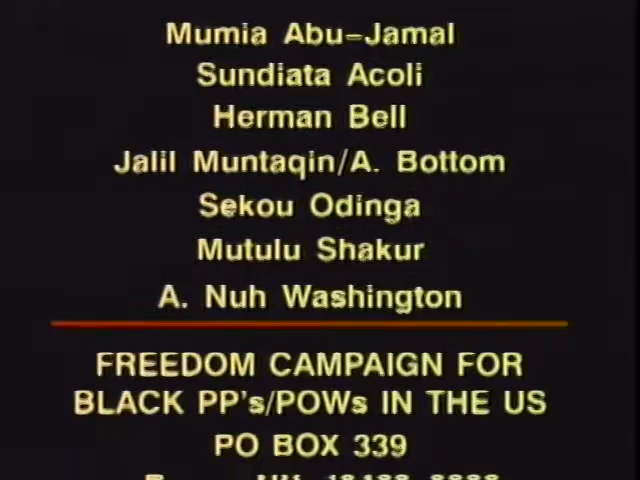 Mumia Abu-Jamal
Sundiata Acoli
Herman Bell
Jalil Muntaqin/A. Bottom
Sekou Odinga
Mutulu Shakur
A. Nuh Washington
FREEDOM CAMPAIGN FOR
BLACK PP's/POWs IN THE US
PO BOX 339